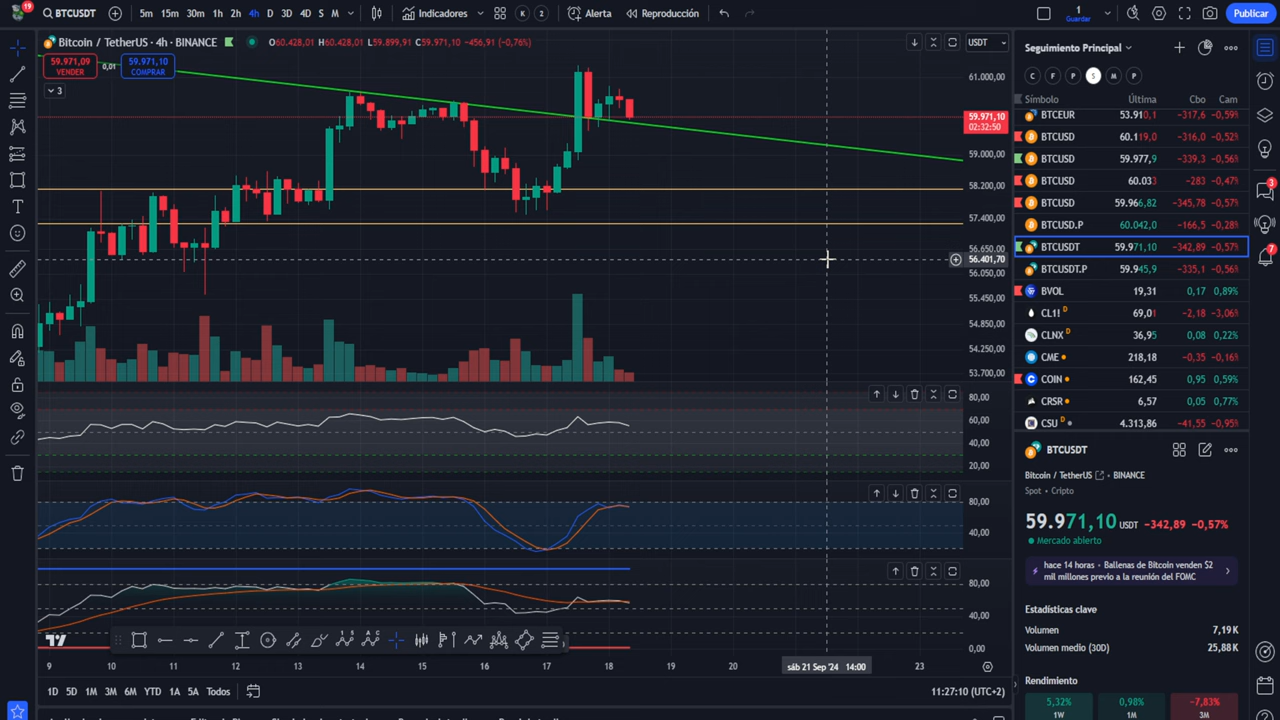 19
BTCUSDT
5m 15m 30m 1h 2h 4h D 3D 4D S M
Indicadores
K 2
Alerta
Reproducción
1
Guardar
Publicar
Bitcoin / TetherUS · 4h · BINANCE
O60.428,01 H60.428,01 L59.899,91 C59.971,10 −456,91 (−0,76%)
59.971,09
VENDER
0,01
59.971,10
COMPRAR
3
USDT
61.000,00
59.971,10
02:32:50
59.000,00
58.200,00
57.400,00
56.650,00
56.401,70
56.050,00
55.450,00
54.850,00
54.250,00
53.700,00
80,00
60,00
40,00
20,00
80,00
40,00
80,00
40,00
0,00
9 10 11 12 13 14 15 16 17 18 19 20 sáb 21 Sep '24 14:00 23
1D 5D 1M 3M 6M YTD 1A 5A Todos
11:27:10 (UTC+2)
Seguimiento Principal
C F P S M P
Símbolo Última Cbo Cam
BTCEUR 53.910,1 −317,6 −0,59%
BTCUSD 60.119,0 −316,0 −0,52%
BTCUSD 59.977,9 −339,3 −0,56%
BTCUSD 60.033 −283 −0,47%
BTCUSD 59.966,82 −345,78 −0,57%
BTCUSD.P 60.042,0 −166,5 −0,28%
BTCUSDT 59.971,10 −342,89 −0,57%
BTCUSDT.P 59.945,9 −335,1 −0,56%
BVOL 19,31 0,17 0,89%
CL1! D 69,01 −2,18 −3,06%
CLNX D 36,95 0,08 0,22%
CME 218,18 −0,35 −0,16%
COIN 162,45 0,95 0,59%
CRSR 6,57 0,05 0,77%
CSU D 4.313,86 −41,55 −0,95%
BTCUSDT
Bitcoin / TetherUS · BINANCE
Spot · Cripto
59.971,10 USDT −342,89 −0,57%
Mercado abierto
hace 14 horas · Ballenas de Bitcoin venden $2
mil millones previo a la reunión del FOMC
Estadísticas clave
Volumen 7,19 K
Volumen medio (30D) 25,88 K
Rendimiento
5,32% 0,98% −7,83%
1W 1M 3M
3
7